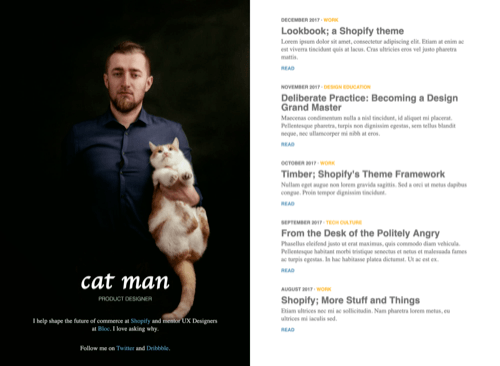 cat man
PRODUCT DESIGNER
I help shape the future of commerce at Shopify and mentor UX Designers
at Bloc. I love asking why.
Follow me on Twitter and Dribbble.
DECEMBER 2017 · WORK
Lookbook; a Shopify theme
Lorem ipsum dolor sit amet, consectetur adipiscing elit. Etiam at enim ac
est viverra tincidunt quis at lacus. Cras ultricies eros vel justo pharetra
mattis.
READ
NOVEMBER 2017 · DESIGN EDUCATION
Deliberate Practice: Becoming a Design
Grand Master
Maecenas condimentum nulla a nisl tincidunt, id aliquet mi placerat.
Pellentesque pharetra, turpis non dignissim egestas, sem tellus blandit
neque, nec ullamcorper mi nibh at eros.
READ
OCTOBER 2017 · WORK
Timber; Shopify's Theme Framework
Nullam eget augue non lorem gravida sagittis. Sed a orci ut metus dapibus
congue. Proin tempor dignissim tincidunt.
READ
SEPTEMBER 2017 · TECH CULTURE
From the Desk of the Politely Angry
Phasellus eleifend justo ut erat maximus, quis commodo diam vehicula.
Pellentesque habitant morbi tristique senectus et netus et malesuada fames
ac turpis egestas. In hac habitasse platea dictumst. Ut ac est ex.
READ
AUGUST 2017 · WORK
Shopify; More Stuff and Things
Etiam ultrices nec mi ac sollicitudin. Nam pharetra lorem metus, eu
ultrices mi iaculis sed.
READ